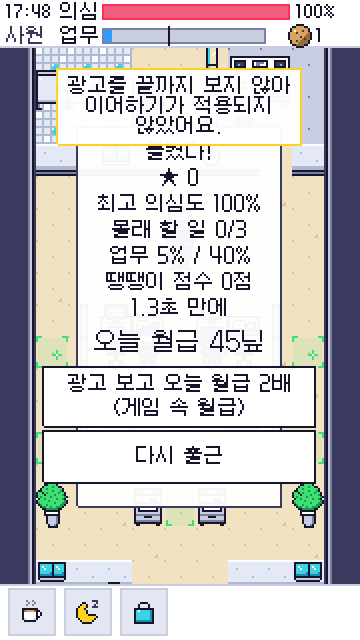 17:48 의심 100%
사원 업무 1
광고를 끝까지 보지 않아
이어하기가 적용되지
않았어요.
들켰다!
★ 0
최고 의심도 100%
몰래 할 일 0/3
업무 5% / 40%
땡땡이 점수 0점
1.3초 만에
오늘 월급 45닢
광고 보고 오늘 월급 2배
(게임 속 월급)
다시 출근
z